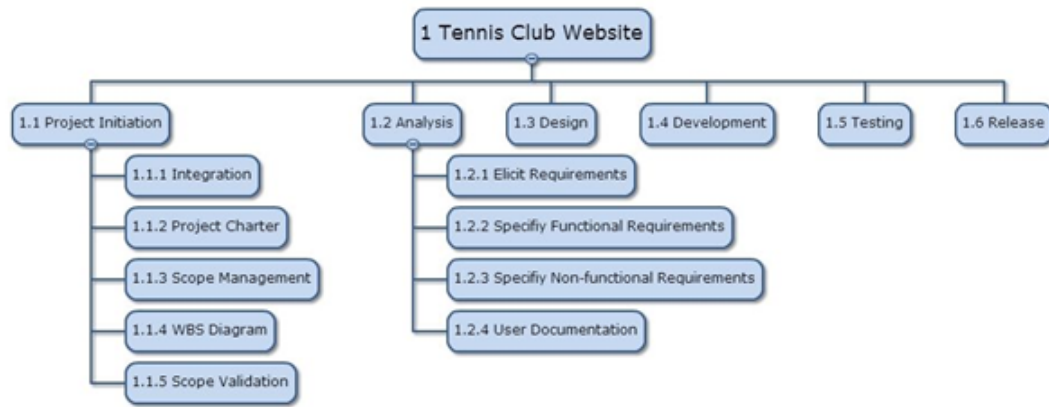 1 Tennis Club Website
1.1 Project Initiation
1.2 Analysis
1.3 Design
1.4 Development
1.5 Testing
1.6 Release
1.1.1 Integration
1.1.2 Project Charter
1.1.3 Scope Management
1.1.4 WBS Diagram
1.1.5 Scope Validation
1.2.1 Elicit Requirements
1.2.2 Specifiy Functional Requirements
1.2.3 Specifiy Non-functional Requirements
1.2.4 User Documentation